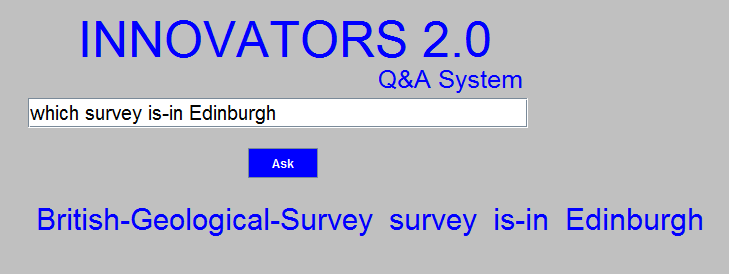 INNOVATORS 2.0
Q&A System
which survey is-in Edinburgh
Ask
British-Geological-Survey survey is-in Edinburgh